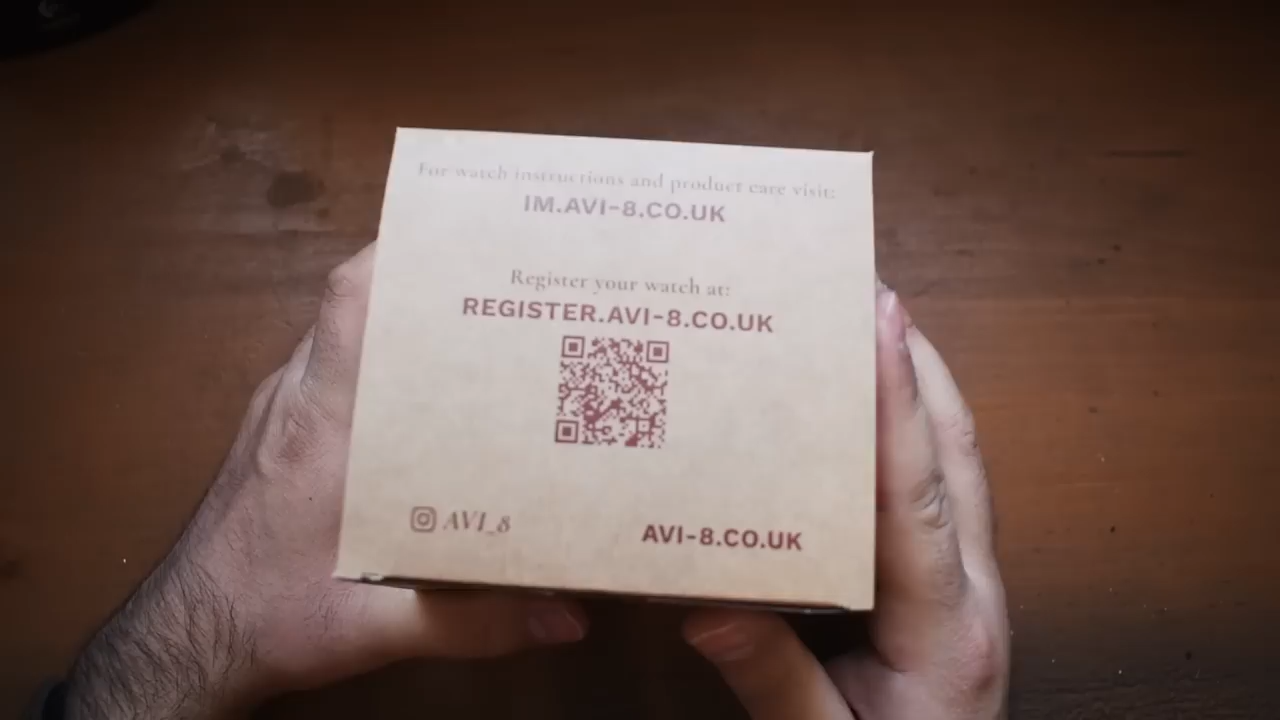 For watch instructions and product care visit:
IM.AVI-8.CO.UK
Register your watch at:
REGISTER.AVI-8.CO.UK
AVI_8
AVI-8.CO.UK